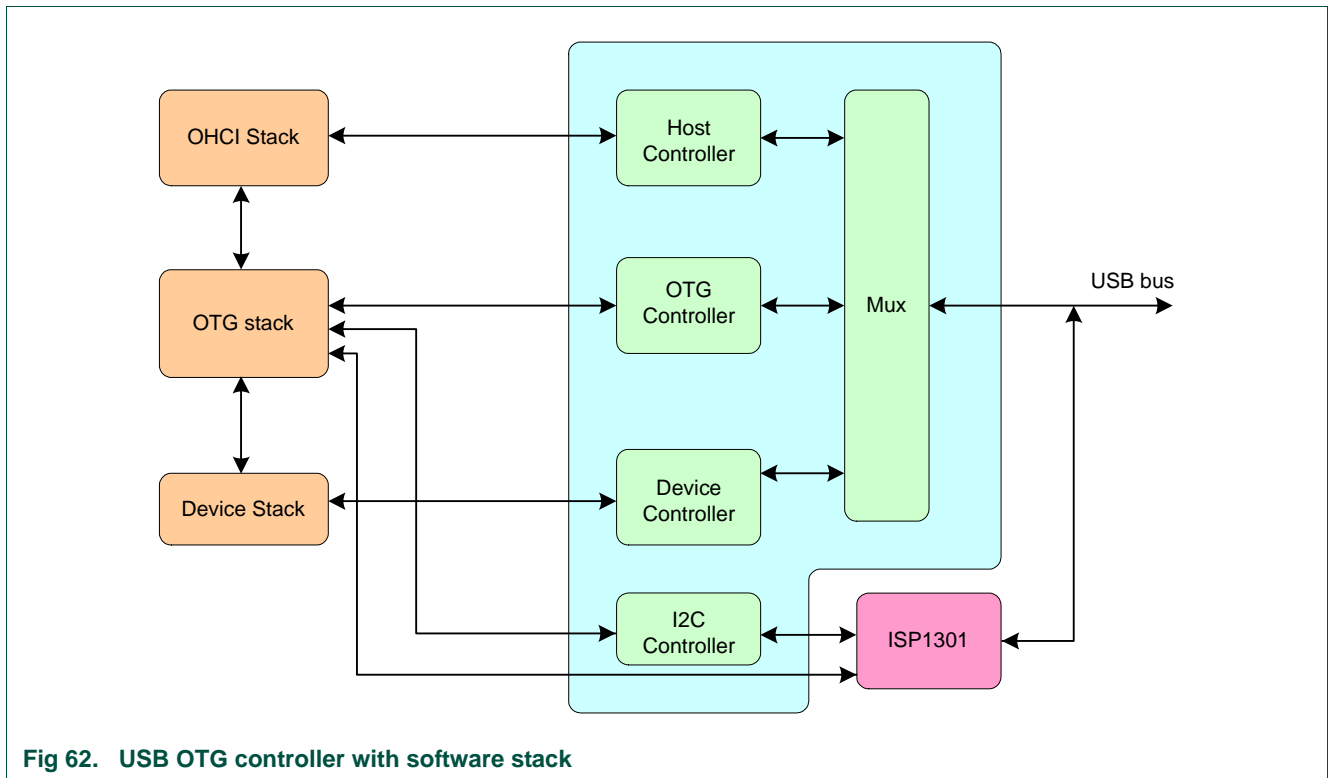 OHCI Stack
Host
Controller
OTG stack
OTG
Controller
Mux
USB bus
Device Stack
Device
Controller
I2C
Controller
ISP1301
Fig 62. USB OTG controller with software stack